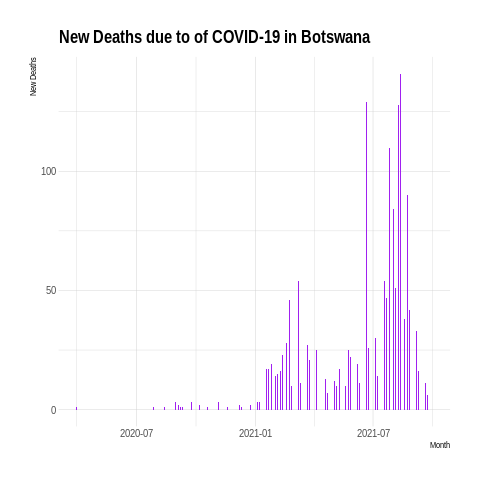 New Deaths due to of COVID-19 in Botswana
New Deaths
100
50
0
2020-07
2021-01
2021-07
Month